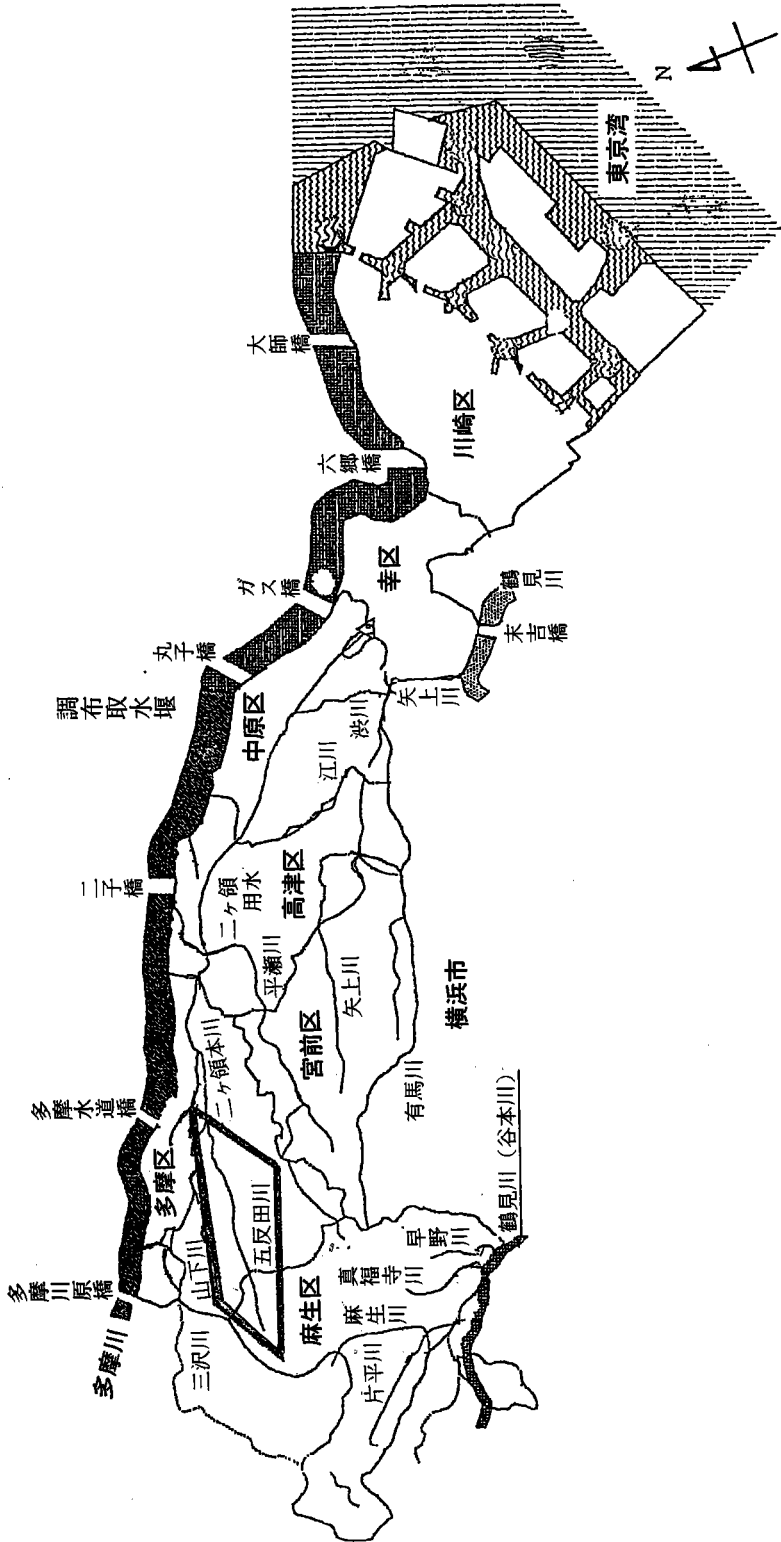 多摩川
多摩川原橋
多摩水道橋
二子橋
調布取水堰
丸子橋
ガス橋
六郷橋
大師橋
N
東京湾
多摩区
三沢川
山下川
五反田川
二ヶ領本川
平瀬川
二ヶ領用水
高津区
中原区
江川
渋川
幸区
川崎区
麻生区
宮前区
矢上川
有馬川
横浜市
矢上川
末吉橋
鶴見川
片平川
麻生川
真福寺川
早野川
鶴見川（谷本川）